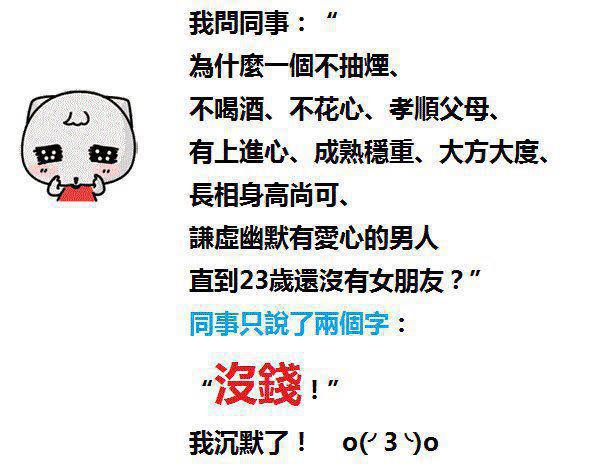 我問同事：“
為什麼一個不抽煙、
不喝酒、不花心、孝順父母、
有上進心、成熟穩重、大方大度、
長相身高尚可、
謙虛幽默有愛心的男人
直到23歲還沒有女朋友？”
同事只說了兩個字：
“沒錢！”
我沉默了！ o(╯3╰)o